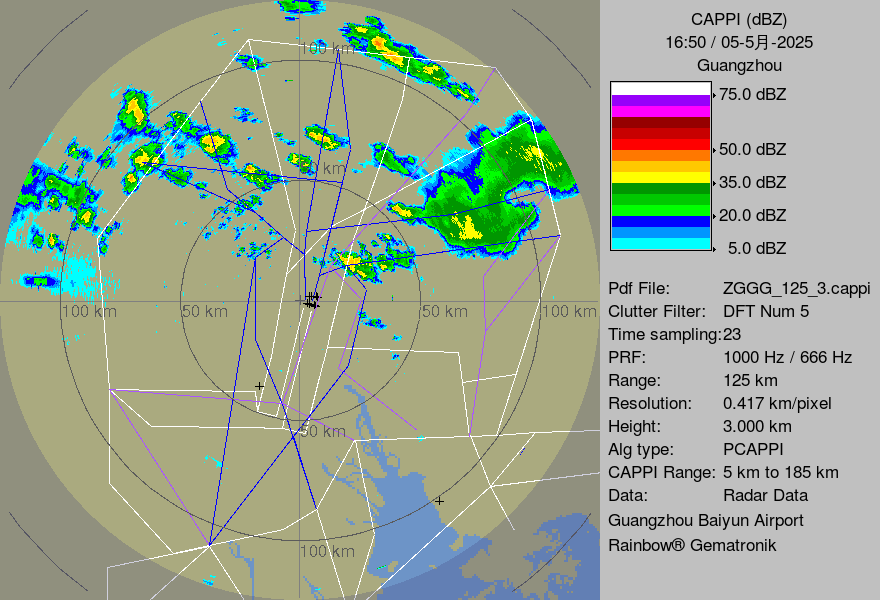 100 km
km
100 km
50 km
50 km
100 km
50 km
100 km
CAPPI (dBZ)
16:50 / 05-5月-2025
Guangzhou
75.0 dBZ
50.0 dBZ
35.0 dBZ
20.0 dBZ
5.0 dBZ
Pdf File: ZGGG_125_3.cappi
Clutter Filter: DFT Num 5
Time sampling:23
PRF: 1000 Hz / 666 Hz
Range: 125 km
Resolution: 0.417 km/pixel
Height: 3.000 km
Alg type: PCAPPI
CAPPI Range: 5 km to 185 km
Data: Radar Data
Guangzhou Baiyun Airport
Rainbow® Gematronik